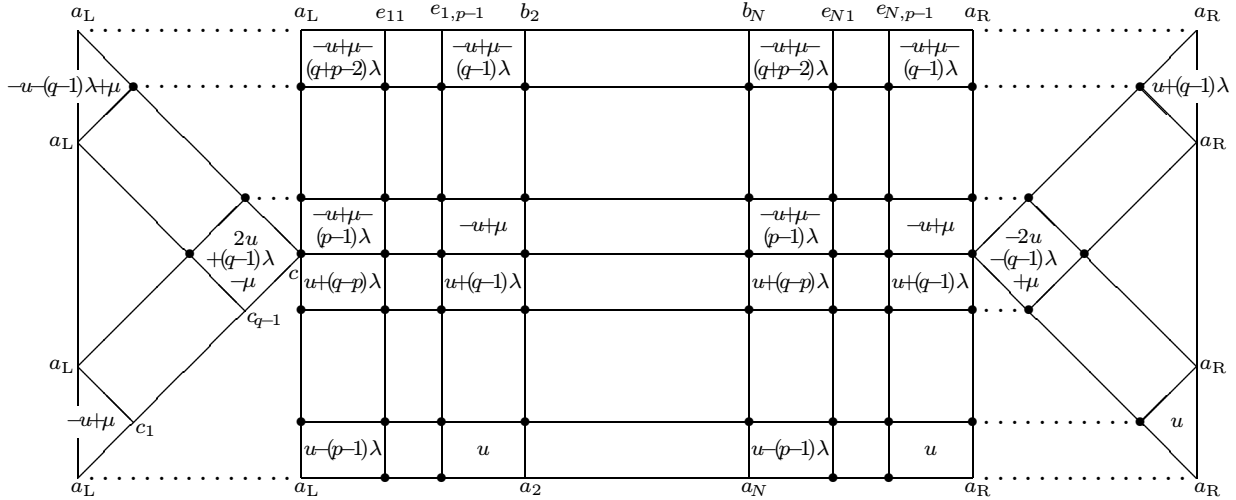 a_L a_L e_11 e_1,p−1 b_2 b_N e_N1 e_N,p−1 a_R a_R
−u+μ− −u+μ− −u+μ− −u+μ−
(q+p−2)λ (q−1)λ (q+p−2)λ (q−1)λ
−u−(q−1)λ+μ u+(q−1)λ
a_L a_R
−u+μ− −u+μ −u+μ− −u+μ
(p−1)λ (p−1)λ
2u −2u
+(q−1)λ −(q−1)λ
−μ +μ
c u+(q−p)λ u+(q−1)λ u+(q−p)λ u+(q−1)λ
c_q−1
a_L a_R
−u+μ c_1 u
u−(p−1)λ u u−(p−1)λ u
a_L a_L a_2 a_N a_R a_R